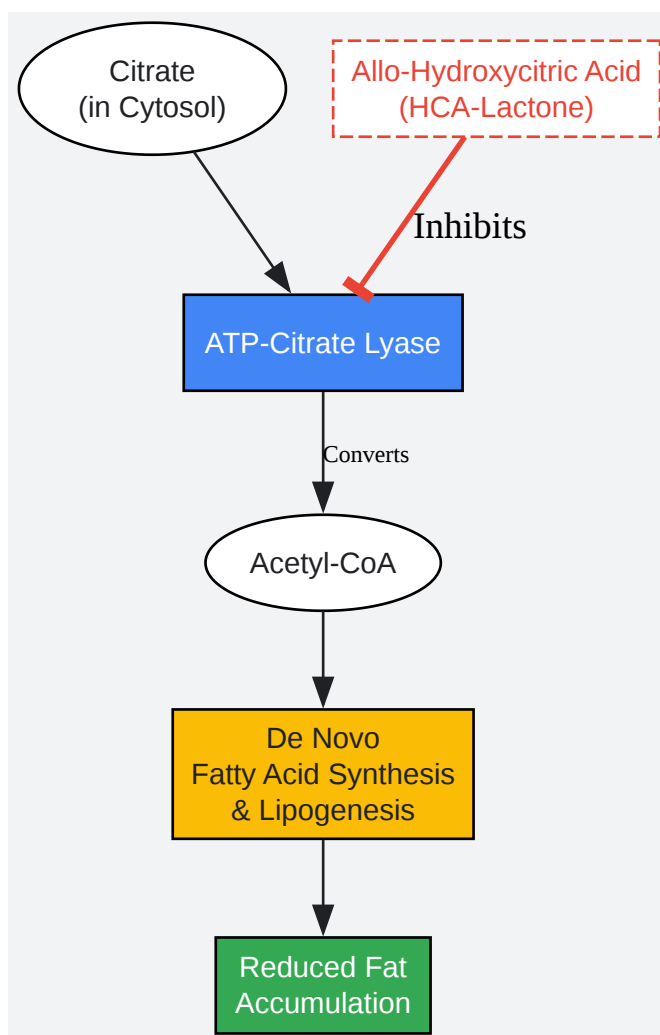 Citrate
(in Cytosol)
Allo-Hydroxycitric Acid
(HCA-Lactone)
Inhibits
ATP-Citrate Lyase
Converts
Acetyl-CoA
De Novo
Fatty Acid Synthesis
& Lipogenesis
Reduced Fat
Accumulation